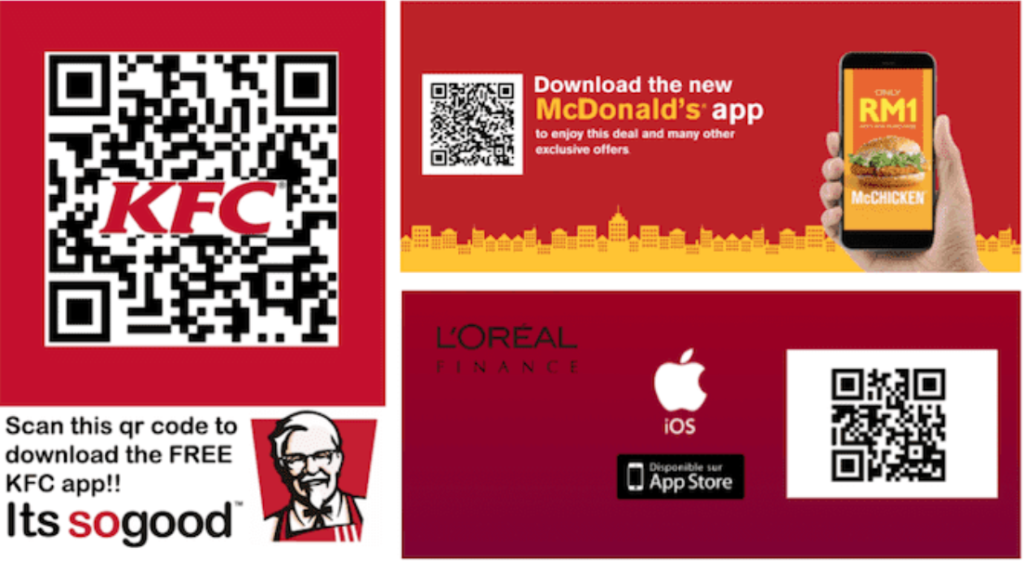 KFC®
Scan this qr code to
download the FREE
KFC app!!
Its sogood™
Download the new
McDonald's® app
to enjoy this deal and many other
exclusive offers
ONLY
RM1
McCHICKEN
L'ORÉAL
FINANCE
iOS
Disponible sur
App Store